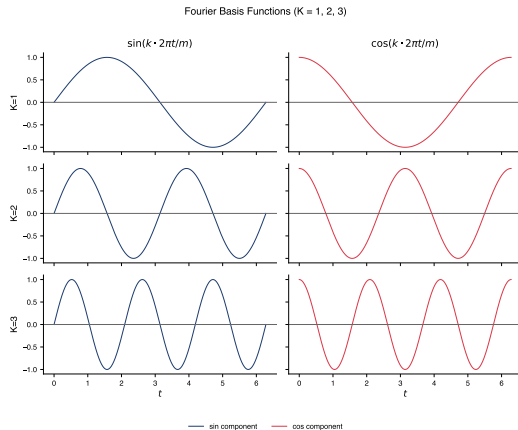 Fourier Basis Functions (K = 1, 2, 3)
sin(k • 2πt/m)
cos(k • 2πt/m)
K=1
1.0
0.5
0.0
−0.5
−1.0
K=2
1.0
0.5
0.0
−0.5
−1.0
K=3
1.0
0.5
0.0
−0.5
−1.0
0 1 2 3 4 5 6
0 1 2 3 4 5 6
t
t
sin component
cos component